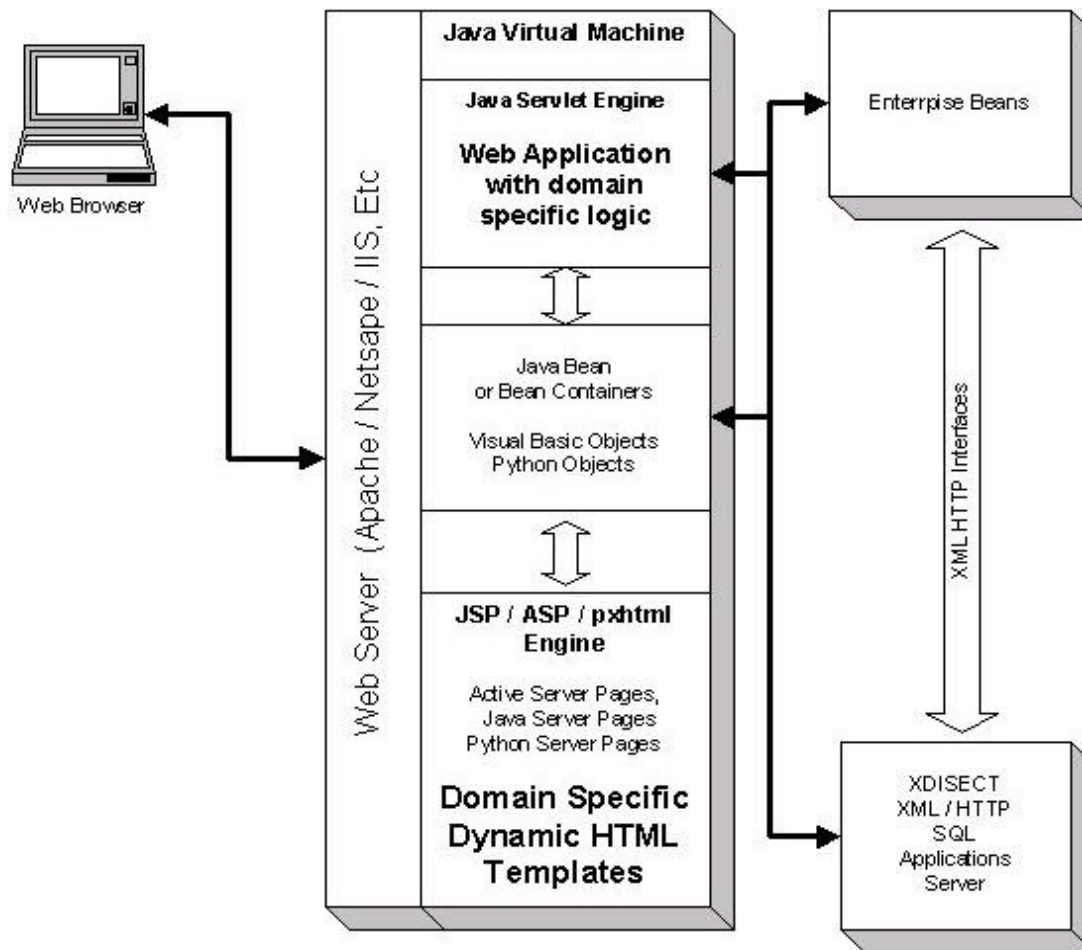 Web Browser
Web Server (Apache / Netsape / IIS, Etc
Java Virtual Machine
Java Servlet Engine
Web Application
with domain
specific logic
Java Bean
or Bean Containers
Visual Basic Objects
Python Objects
JSP / ASP / pxhtml
Engine
Active Server Pages,
Java Server Pages
Python Server Pages
Domain Specific
Dynamic HTML
Templates
Enterrpise Beans
XML HTTP Interfaces
XDISECT
XML / HTTP
SQL
Applications
Server